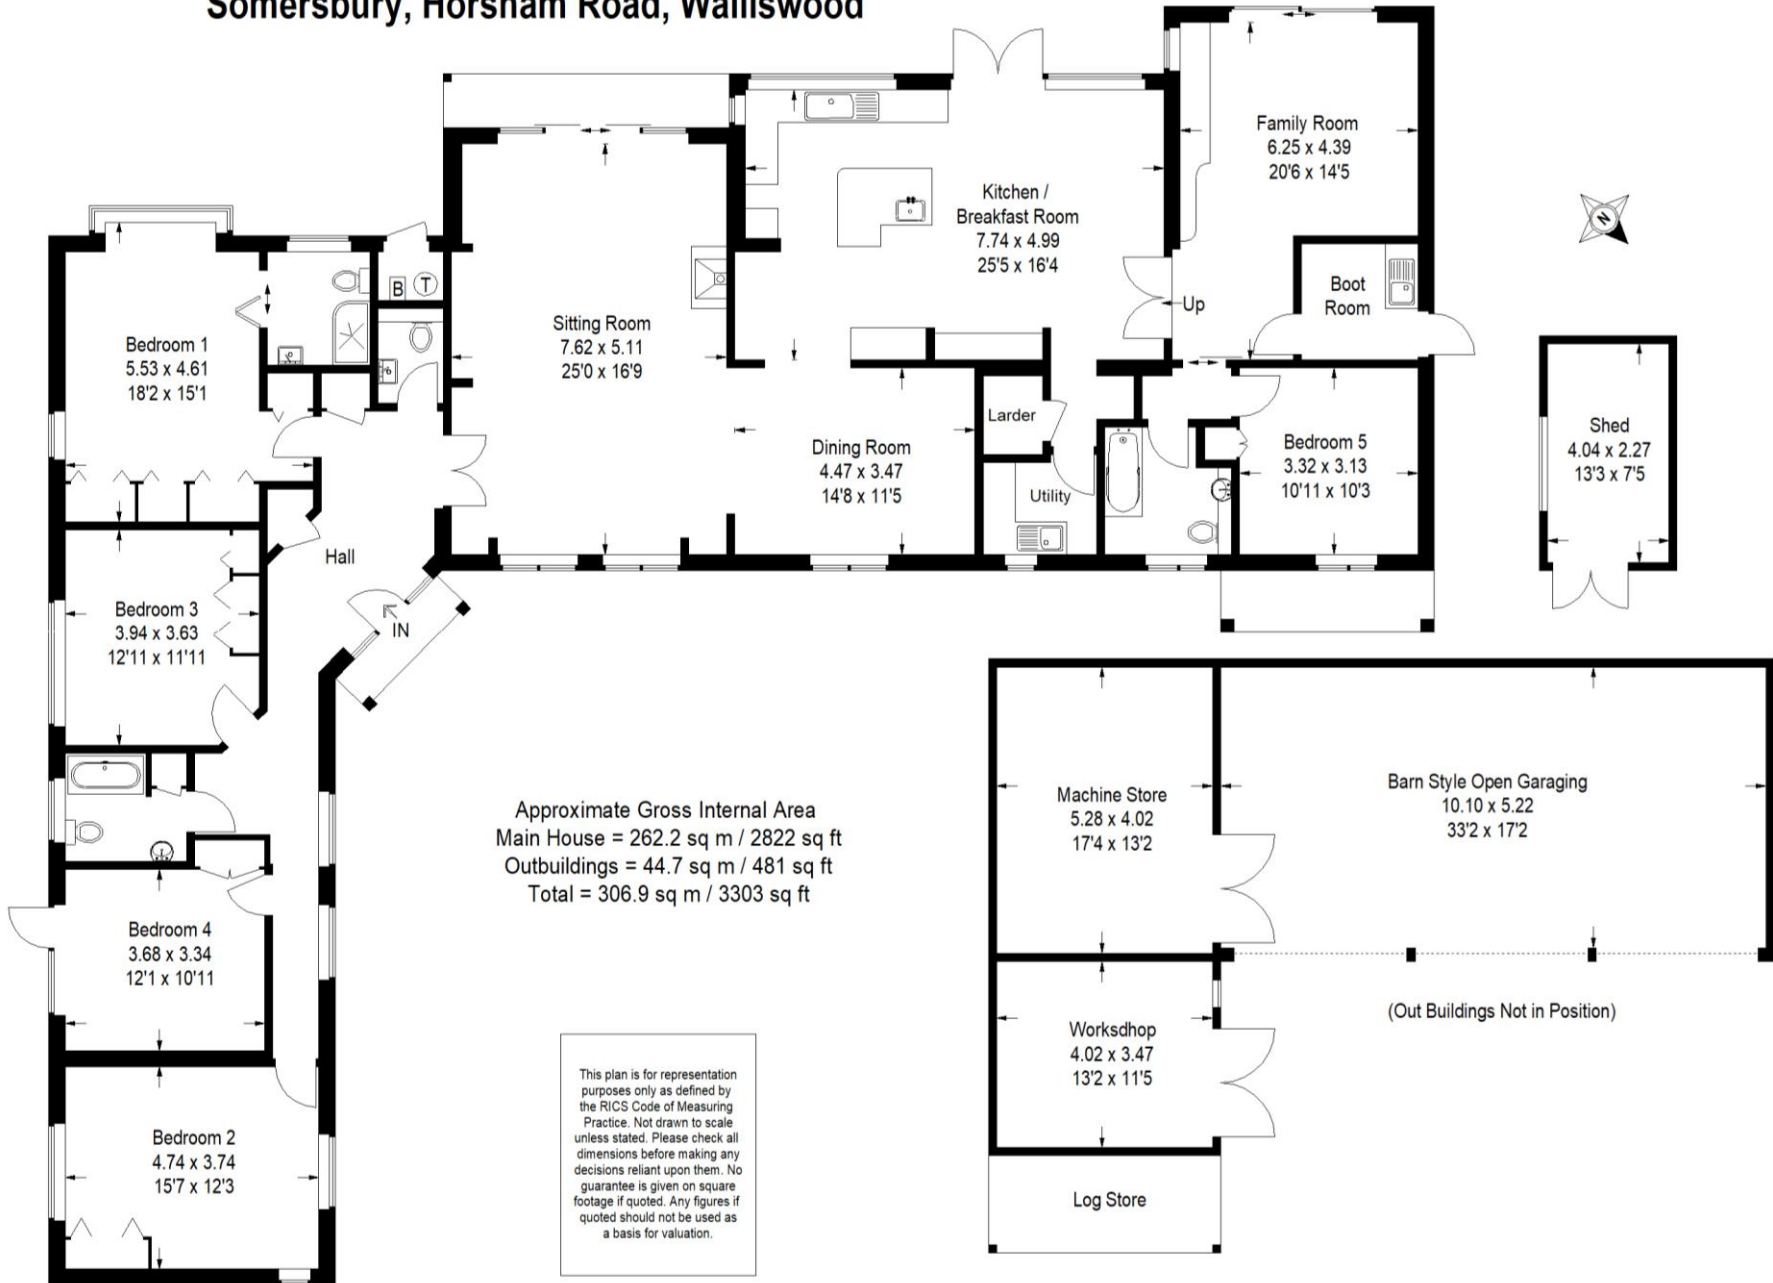 Somersbury, Horsham Road, Walliswood
Family Room
6.25 x 4.39
20'6 x 14'5
Kitchen /
Breakfast Room
7.74 x 4.99
25'5 x 16'4
N
B
T
Up
Boot
Room
Sitting Room
7.62 x 5.11
25'0 x 16'9
Bedroom 1
5.53 x 4.61
18'2 x 15'1
Larder
Dining Room
4.47 x 3.47
14'8 x 11'5
Utility
Bedroom 5
3.32 x 3.13
10'11 x 10'3
Shed
4.04 x 2.27
13'3 x 7'5
Hall
IN
Bedroom 3
3.94 x 3.63
12'11 x 11'11
Approximate Gross Internal Area
Main House = 262.2 sq m / 2822 sq ft
Outbuildings = 44.7 sq m / 481 sq ft
Total = 306.9 sq m / 3303 sq ft
Machine Store
5.28 x 4.02
17'4 x 13'2
Barn Style Open Garaging
10.10 x 5.22
33'2 x 17'2
Bedroom 4
3.68 x 3.34
12'1 x 10'11
(Out Buildings Not in Position)
Worksdhop
4.02 x 3.47
13'2 x 11'5
Bedroom 2
4.74 x 3.74
15'7 x 12'3
This plan is for representation
purposes only as defined by
the RICS Code of Measuring
Practice. Not drawn to scale
unless stated. Please check all
dimensions before making any
decisions reliant upon them. No
guarantee is given on square
footage if quoted. Any figures if
quoted should not be used as
a basis for valuation.
Log Store